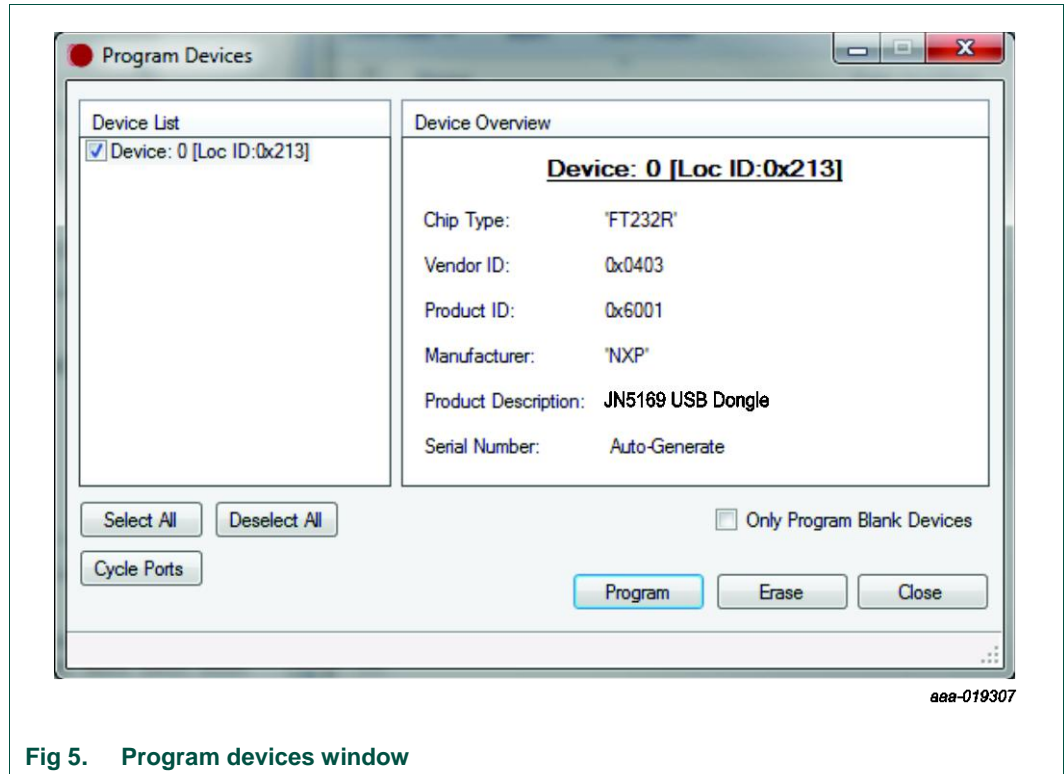 Program Devices
Device List
Device: 0 [Loc ID:0x213]
Device Overview
Device: 0 [Loc ID:0x213]
Chip Type: 'FT232R'
Vendor ID: 0x0403
Product ID: 0x6001
Manufacturer: 'NXP'
Product Description: JN5169 USB Dongle
Serial Number: Auto-Generate
Select All Deselect All Only Program Blank Devices
Cycle Ports
Program Erase Close
aaa-019307
Fig 5. Program devices window